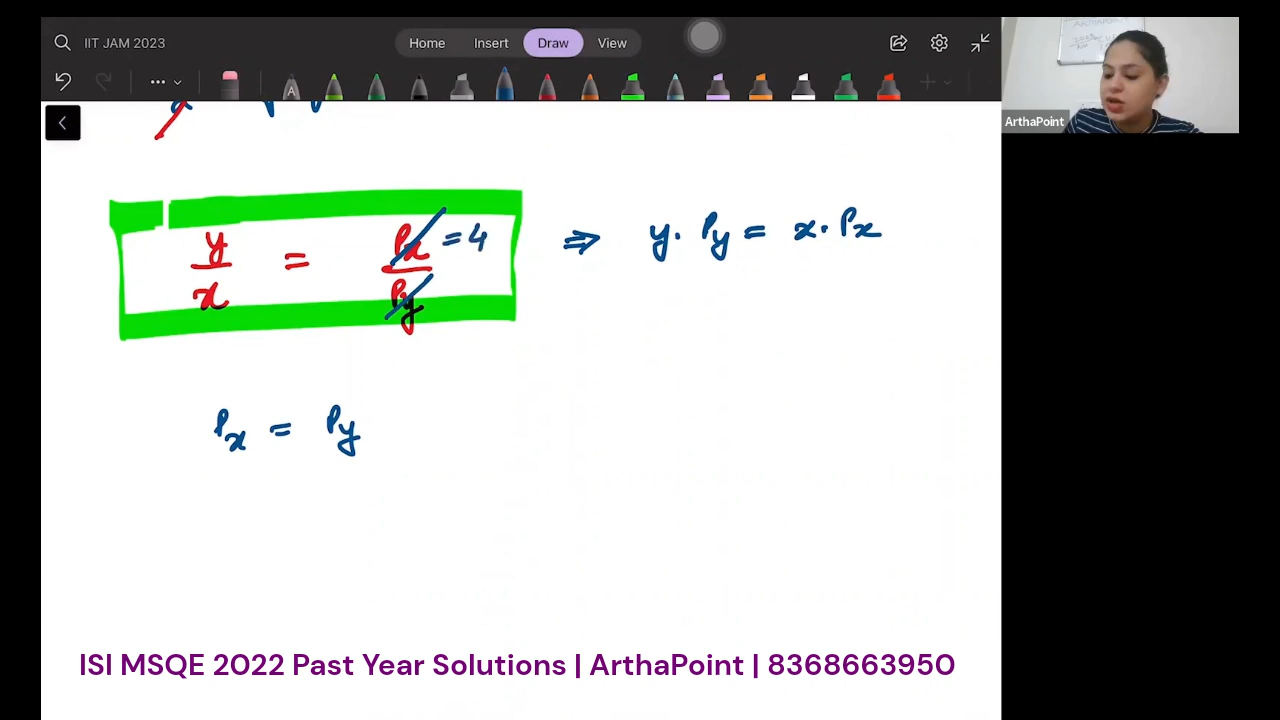 IIT JAM 2023
Home Insert Draw View
A
ArthaPoint
y/x = Px/Py = 4 ⇒ y. Py = x. Px
Px = Py
ISI MSQE 2022 Past Year Solutions | ArthaPoint | 8368663950